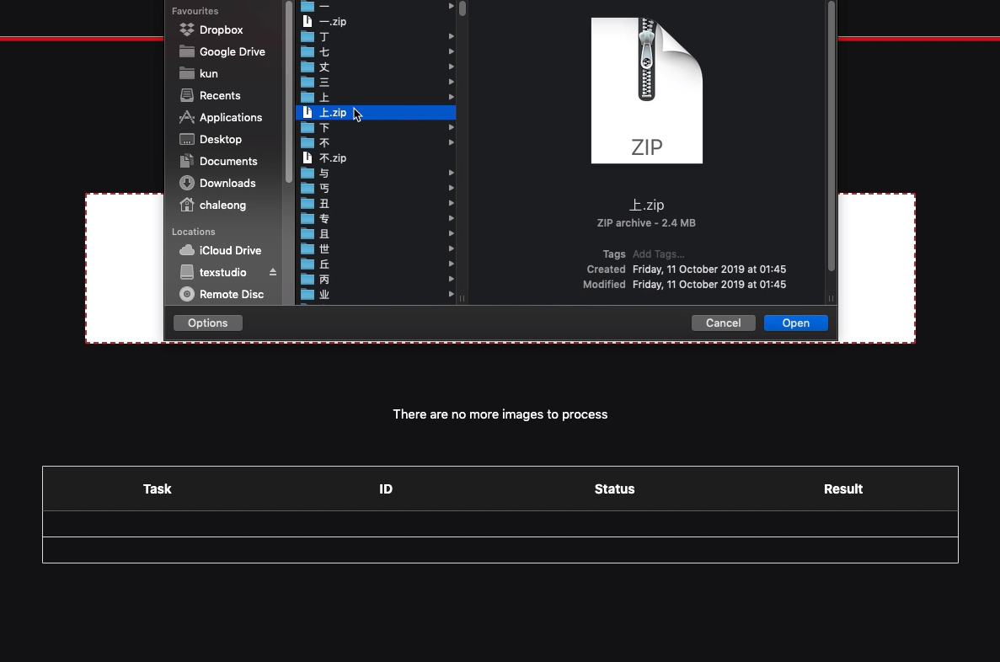 Favourites
Dropbox
Google Drive
kun
Recents
Applications
Desktop
Documents
Downloads
chaleong
Locations
iCloud Drive
texstudio
Remote Disc
一
一.zip
丁
七
丈
三
上
上.zip
下
不
不.zip
与
丐
丑
专
且
世
丘
丙
业
ZIP
上.zip
ZIP archive - 2.4 MB
Tags Add Tags...
Created Friday, 11 October 2019 at 01:45
Modified Friday, 11 October 2019 at 01:45
Options
Cancel
Open
There are no more images to process
Task ID Status Result